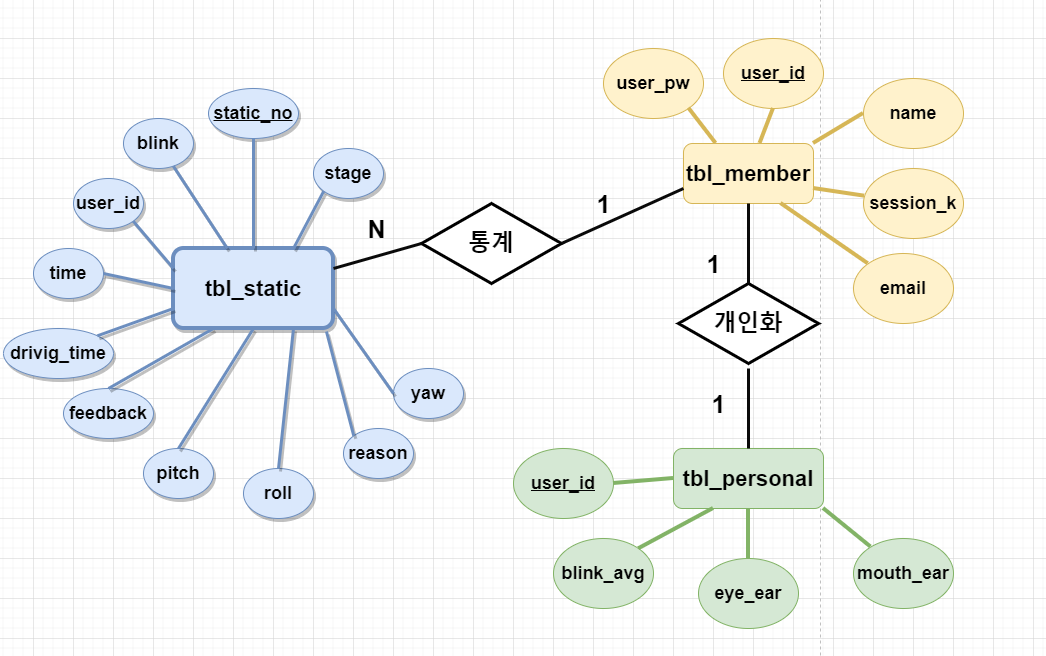 user_pw
user_id
name
session_k
email
tbl_member
static_no
blink
stage
user_id
time
tbl_static
drivig_time
feedback
pitch
roll
reason
yaw
N
통계
1
1
개인화
1
tbl_personal
user_id
blink_avg
eye_ear
mouth_ear